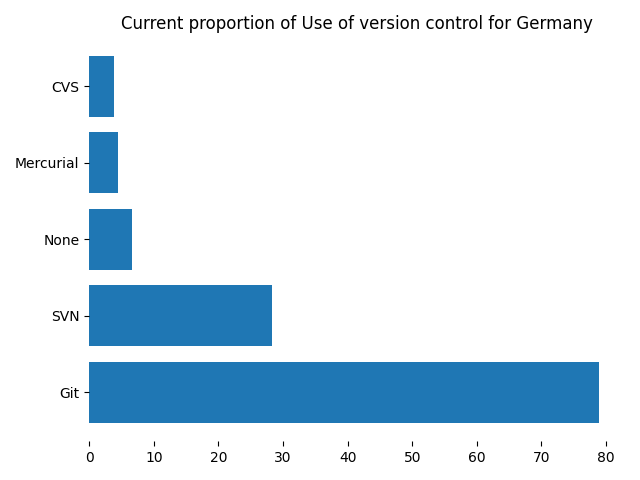 Current proportion of Use of version control for Germany
CVS
Mercurial
None
SVN
Git
0 10 20 30 40 50 60 70 80